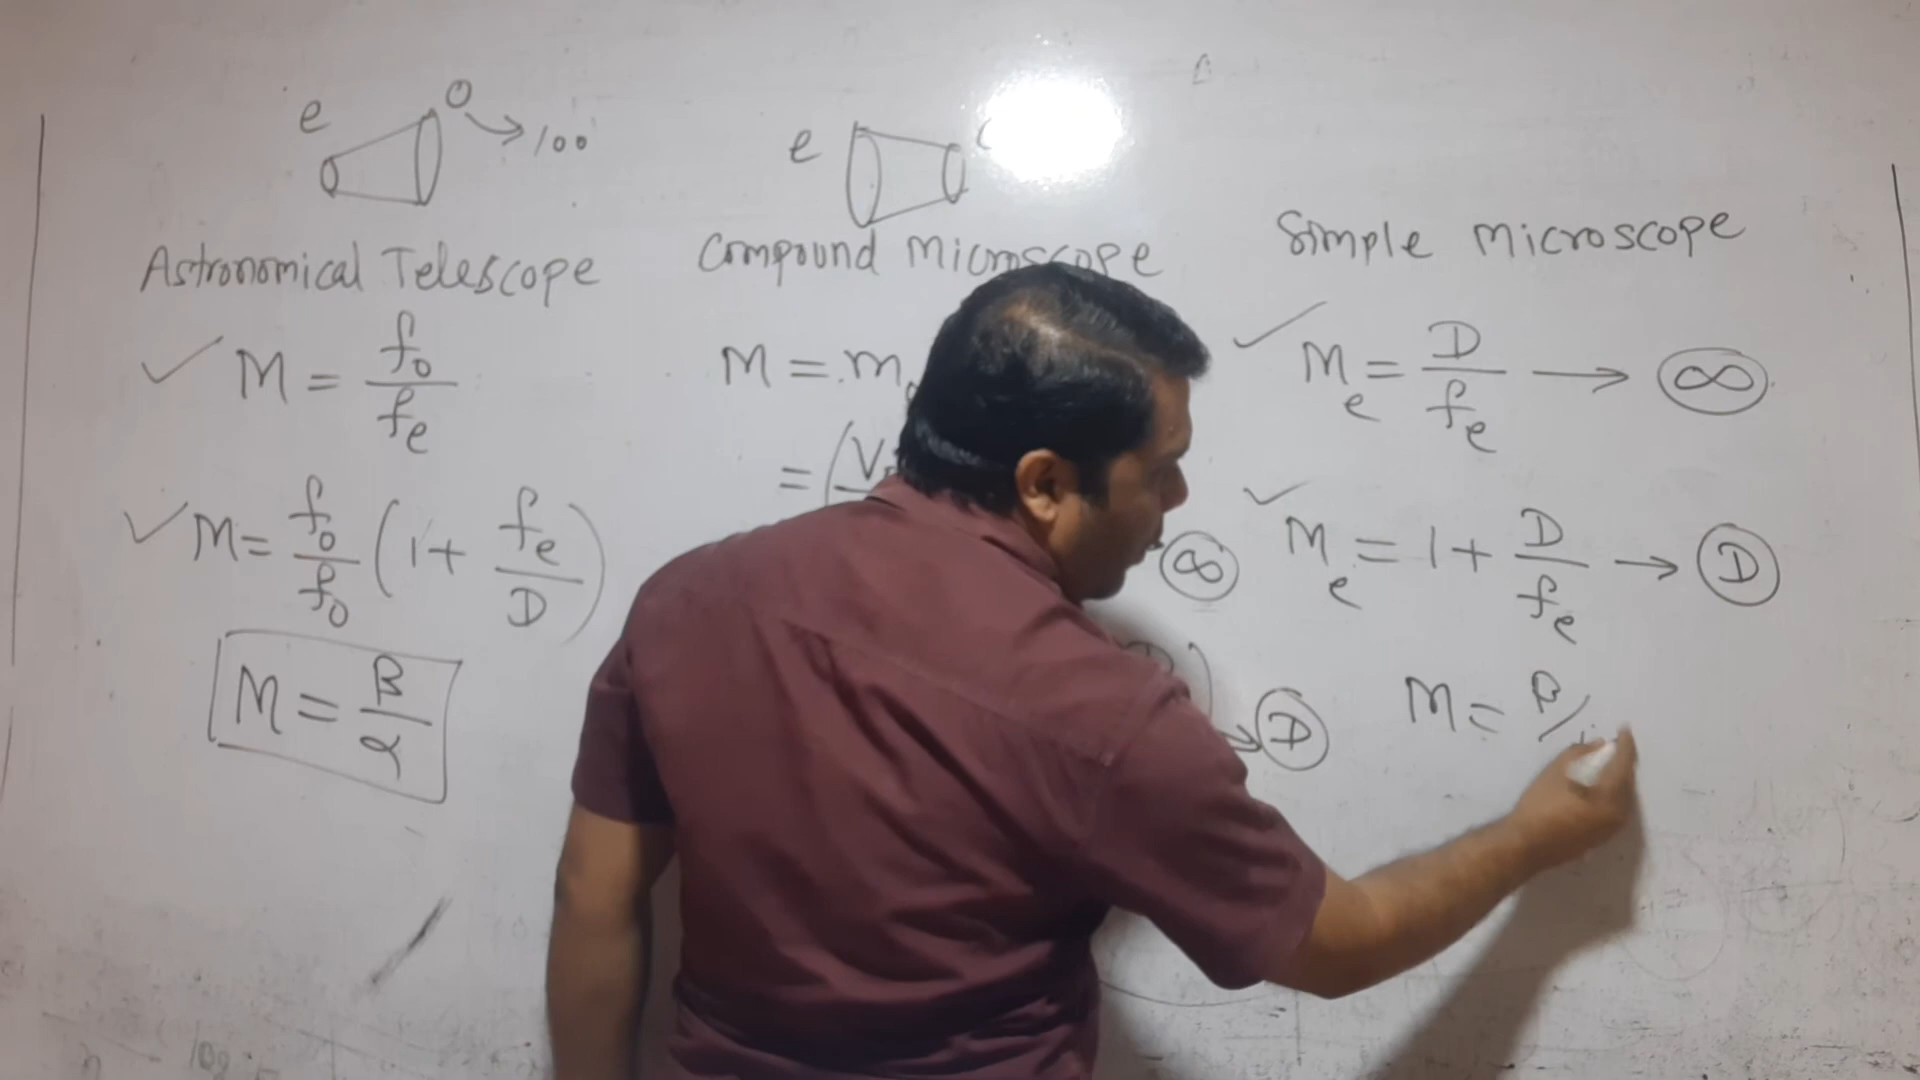 e
O → 100
e
Astronomical Telescope
M = fo/fe
M = fo/fo (1 + fe/D)
M = β/α
Compound Microscope
M = m
= (V
∞
→ D
Simple Microscope
Me = D/fe → ∞
Me = 1 + D/fe → D
M =